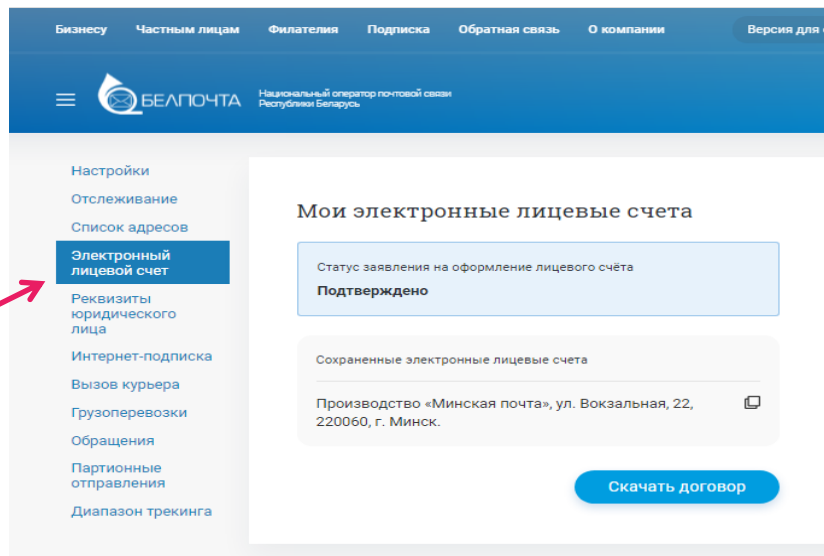 Бизнесу Частным лицам Филателия Подписка Обратная связь О компании Версия для
БЕЛПОЧТА
Национальный оператор почтовой связи
Республики Беларусь
Настройки
Отслеживание
Список адресов
Электронный
лицевой счет
Реквизиты
юридического
лица
Интернет-подписка
Вызов курьера
Грузоперевозки
Обращения
Партионные
отправления
Диапазон трекинга
Мои электронные лицевые счета
Статус заявления на оформление лицевого счёта
Подтверждено
Сохраненные электронные лицевые счета
Производство «Минская почта», ул. Вокзальная, 22,
220060, г. Минск.
Скачать договор